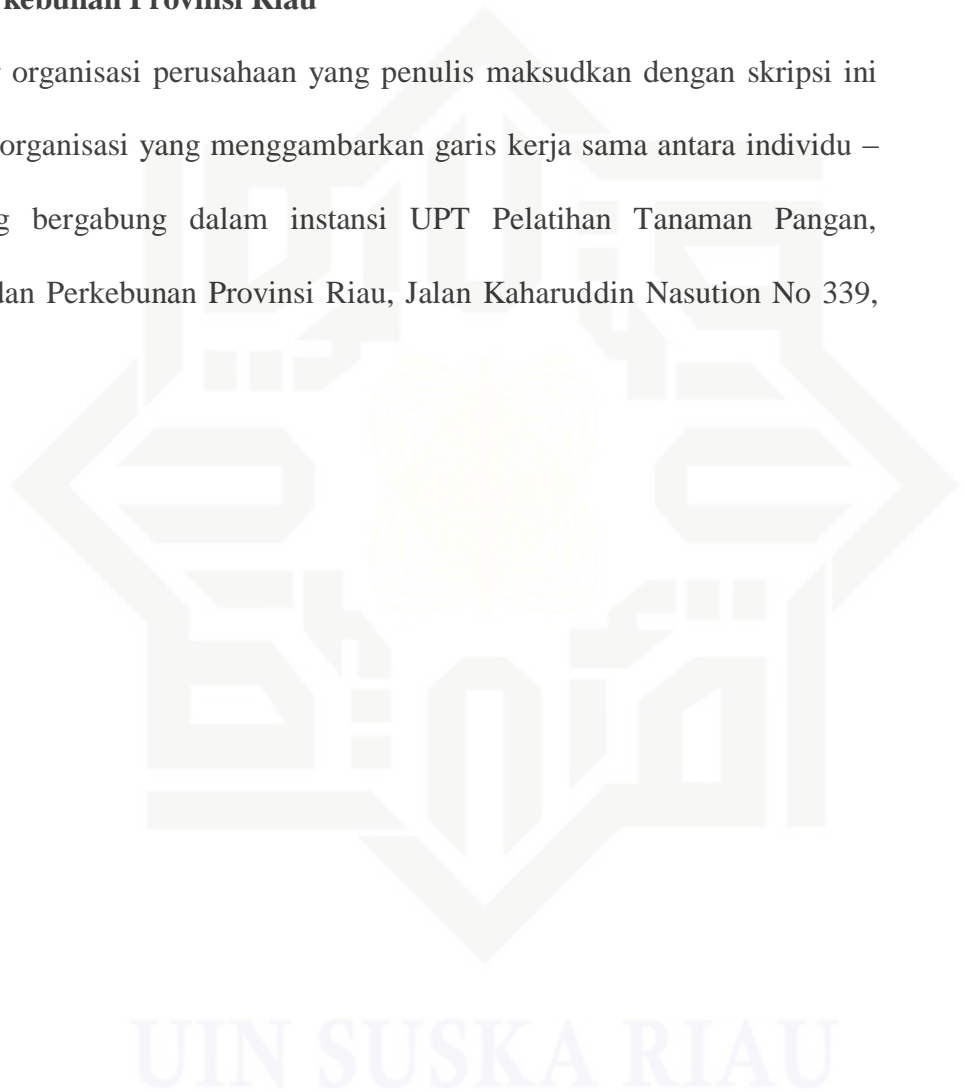 kebunan Provinsi Riau
organisasi perusahaan yang penulis maksudkan dengan skripsi ini
organisasi yang menggambarkan garis kerja sama antara individu –
bergabung dalam instansi UPT Pelatihan Tanaman Pangan,
dan Perkebunan Provinsi Riau, Jalan Kaharuddin Nasution No 339,
UIN SUSKA RIAU